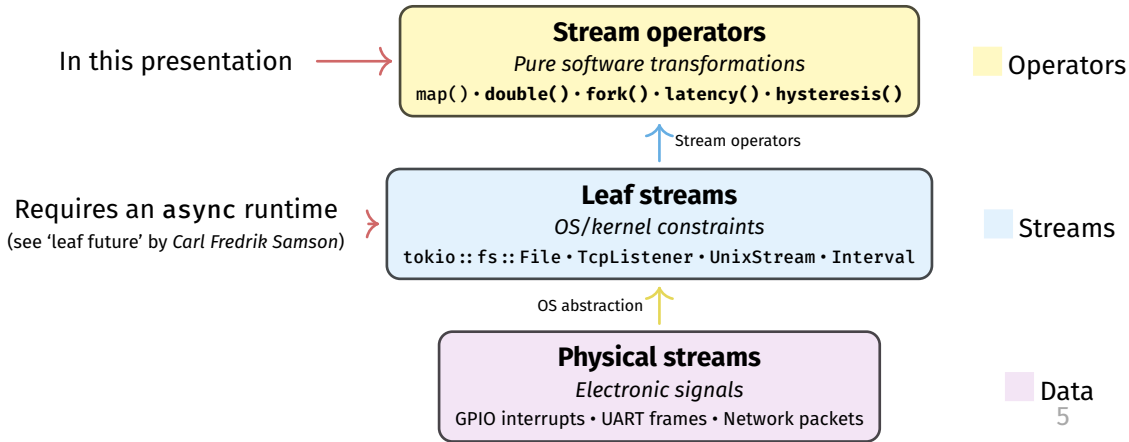 Stream operators
In this presentation
Pure software transformations
Operators
map() • double() • fork() • latency() • hysteresis()
Stream operators
Leaf streams
Requires an async runtime
OS/kernel constraints
(see ‘leaf future’ by Carl Fredrik Samson)
Streams
tokio::fs::File • TcpListener • UnixStream • Interval
OS abstraction
Physical streams
Electronic signals
Data
GPIO interrupts • UART frames • Network packets
5